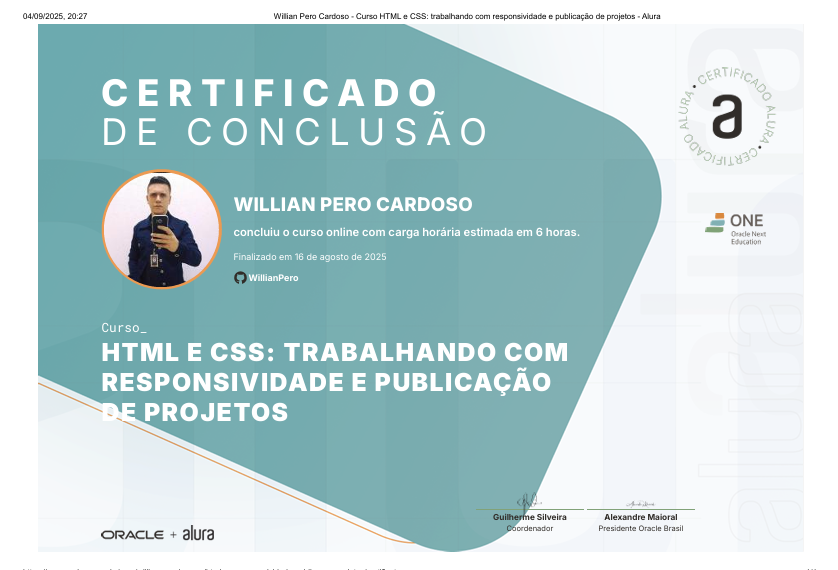 04/09/2025, 20:27
Willian Pero Cardoso - Curso HTML e CSS: trabalhando com responsividade e publicação de projetos - Alura
CERTIFICADO
DE CONCLUSÃO
CERTIFICADO ALURA • CERTIFICADO ALURA •
a
ONE
Oracle Next
Education
WILLIAN PERO CARDOSO
concluiu o curso online com carga horária estimada em 6 horas.
Finalizado em 16 de agosto de 2025
WillianPero
Curso_
HTML E CSS: TRABALHANDO COM
RESPONSIVIDADE E PUBLICAÇÃO
DE PROJETOS
Guilherme Silveira
Coordenador
Alexandre Maioral
Presidente Oracle Brasil
ORACLE + alura
alura